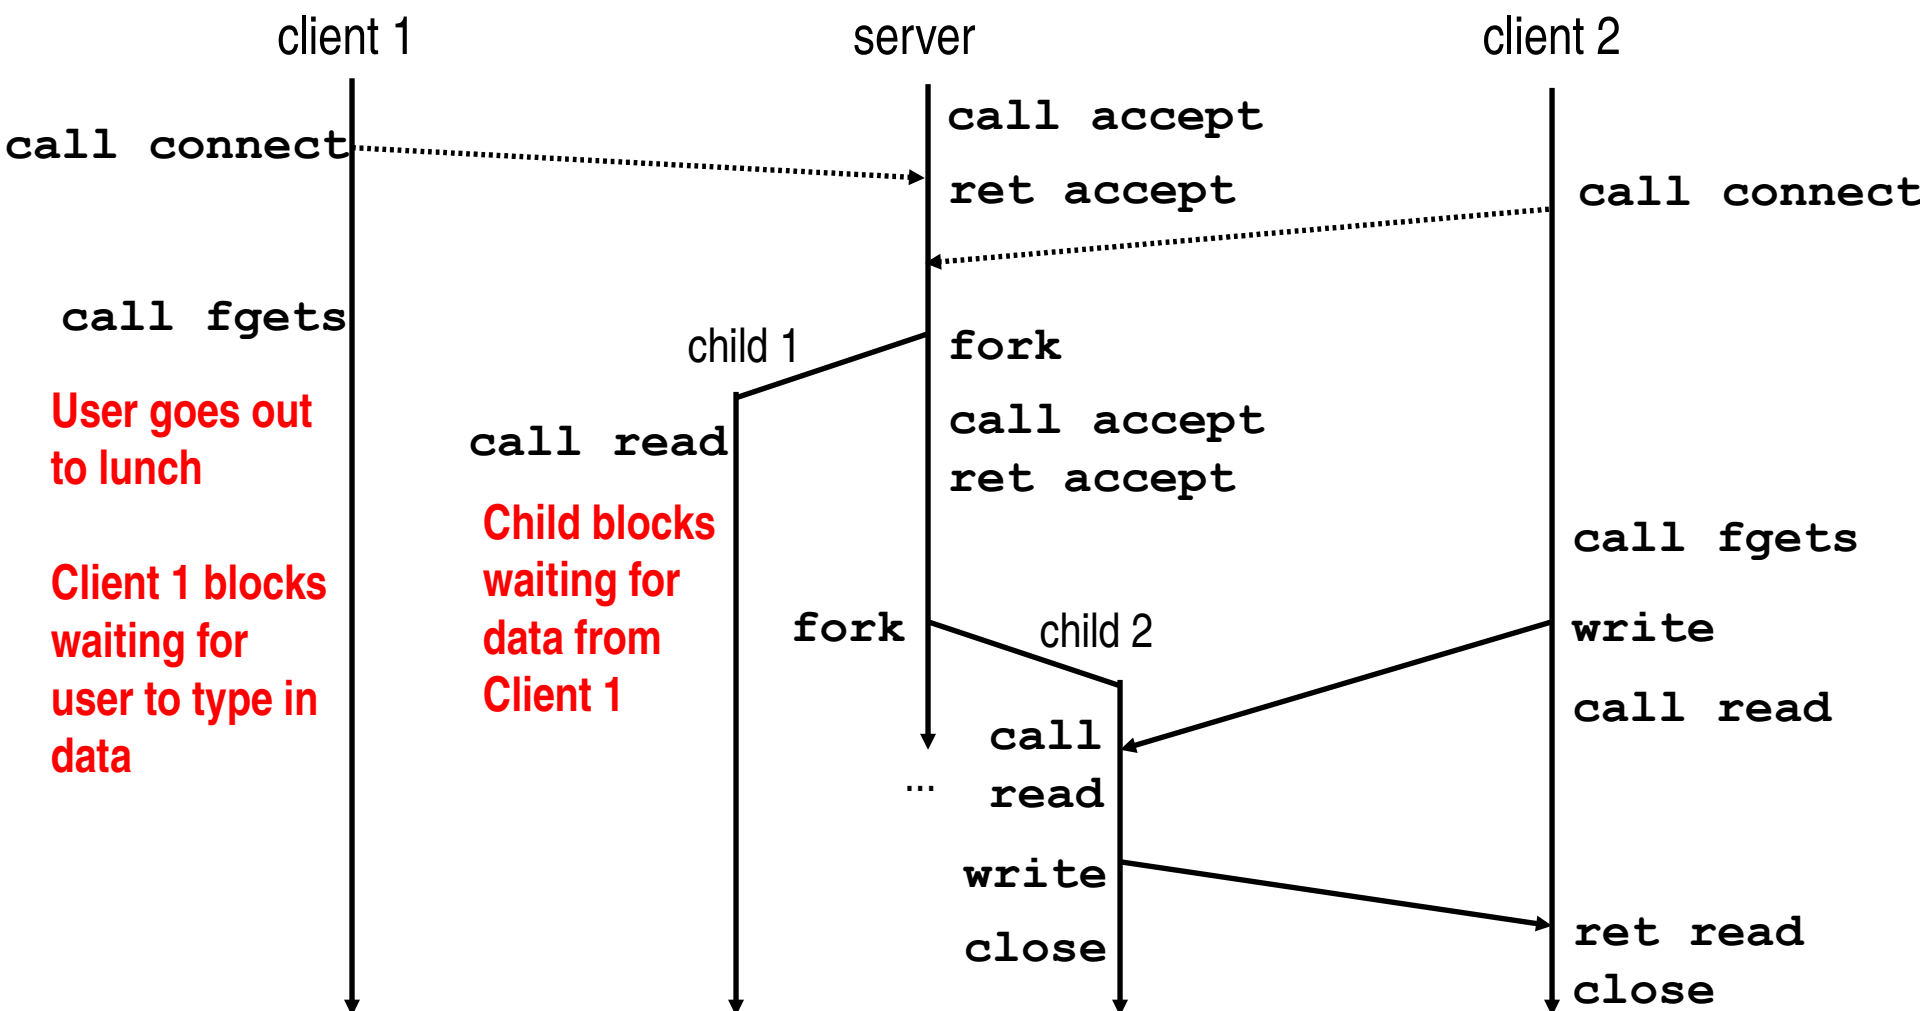 client 1
server
client 2
call accept
call connect
ret accept
call connect
call fgets
child 1
fork
User goes out
to lunch
call read
call accept
ret accept
Child blocks
waiting for
data from
Client 1
call fgets
Client 1 blocks
waiting for
user to type in
data
fork
child 2
write
call read
call
read
...
write
close
ret read
close